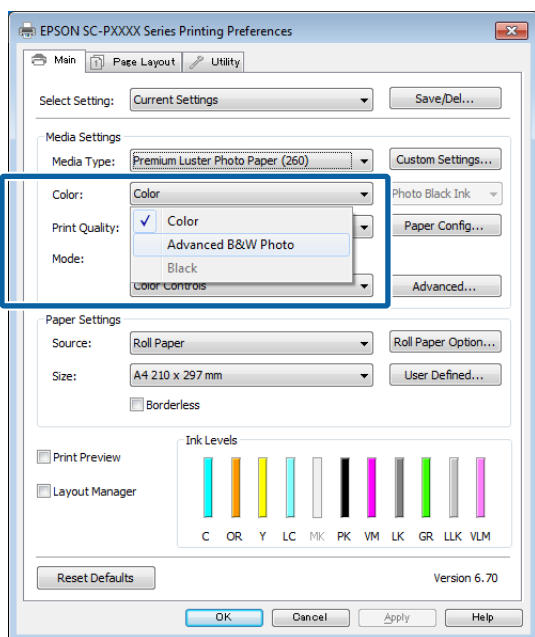 EPSON SC-PXXXX Series Printing Preferences
Main
Page Layout
Utility
Select Setting: Current Settings Save/Del...
Media Settings
Media Type: Premium Luster Photo Paper (260) Custom Settings...
Color: Color Photo Black Ink
Print Quality: Color Paper Config...
Advanced B&W Photo
Mode: Black
Color Controls Advanced...
Paper Settings
Source: Roll Paper Roll Paper Option...
Size: A4 210 x 297 mm User Defined...
Borderless
Ink Levels
Print Preview
Layout Manager
C OR Y LC MK PK VM LK GR LLK VLM
Reset Defaults Version 6.70
OK Cancel Apply Help